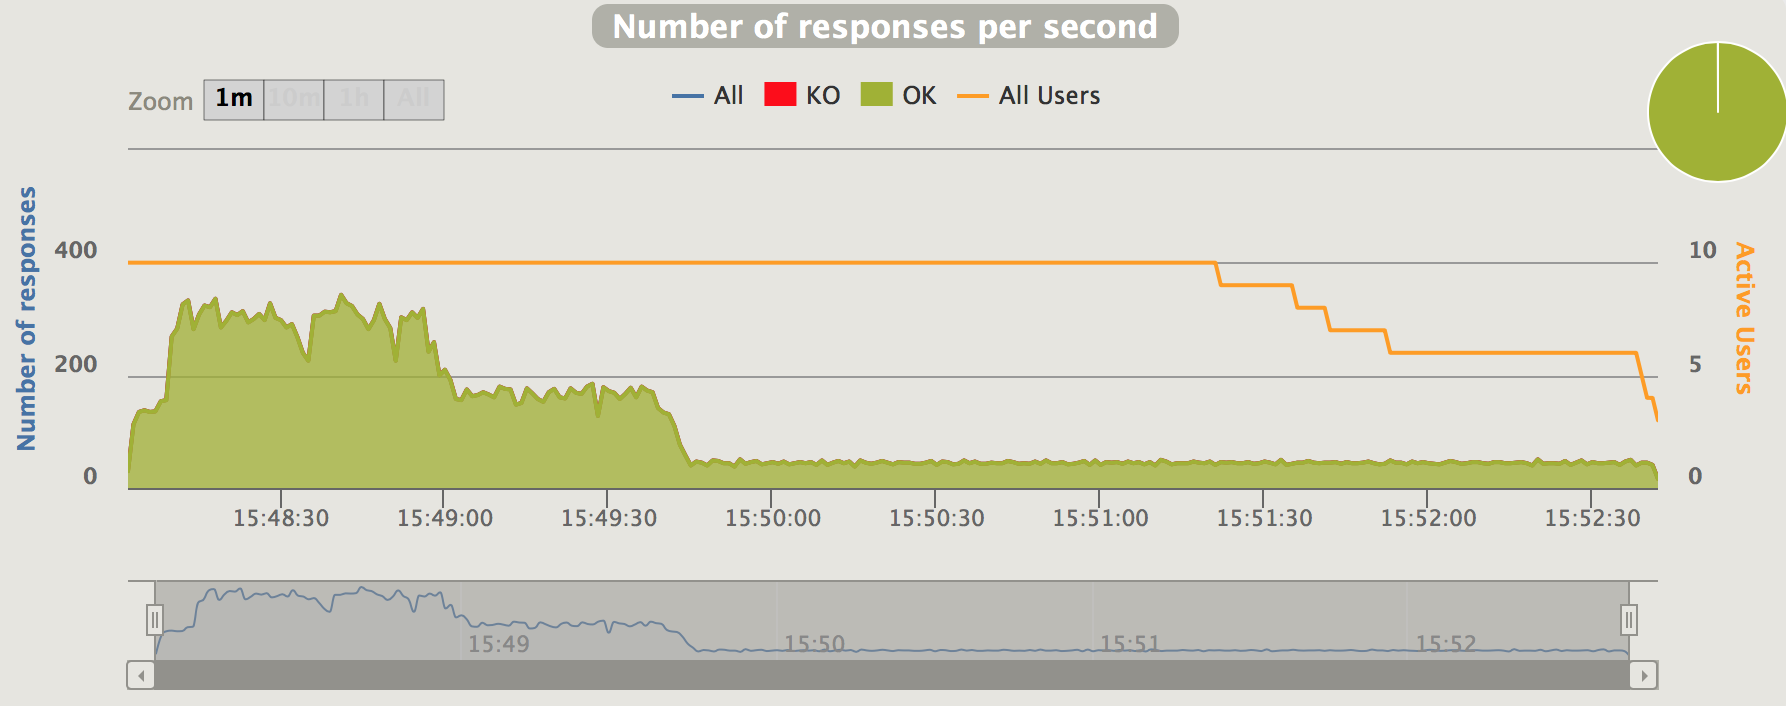 Number of responses per second
Zoom 1m 10m 1h All
All KO OK All Users
Number of responses
400
200
0
10
5
0
Active Users
15:48:30 15:49:00 15:49:30 15:50:00 15:50:30 15:51:00 15:51:30 15:52:00 15:52:30
15:49 15:50 15:51 15:52